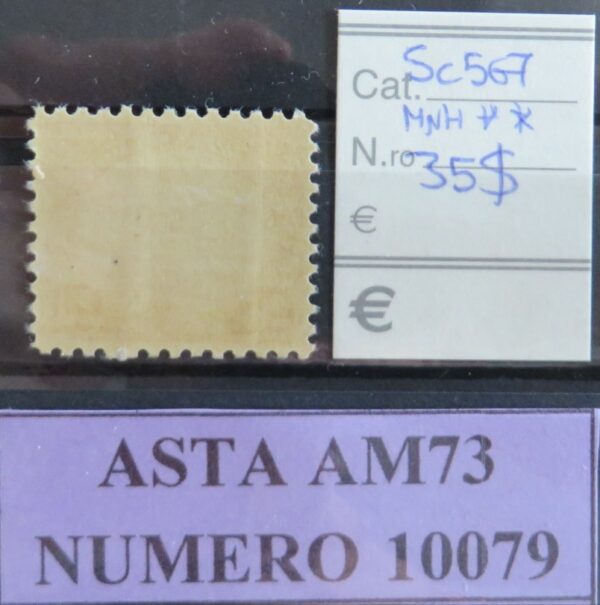 Cat. Sc567
MNH **
N.ro 35$
€
€
ASTA AM73
NUMERO 10079